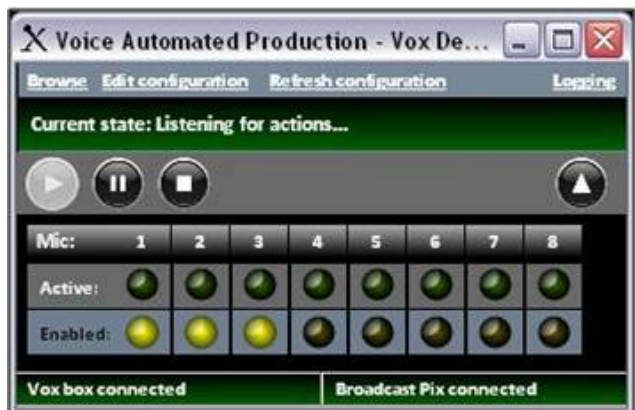 Voice Automated Production - Vox De...
Browse Edit configuration Refresh configuration Logging
Current state: Listening for actions...
Mic: 1 2 3 4 5 6 7 8
Active:
Enabled:
Vox box connected Broadcast Pix connected